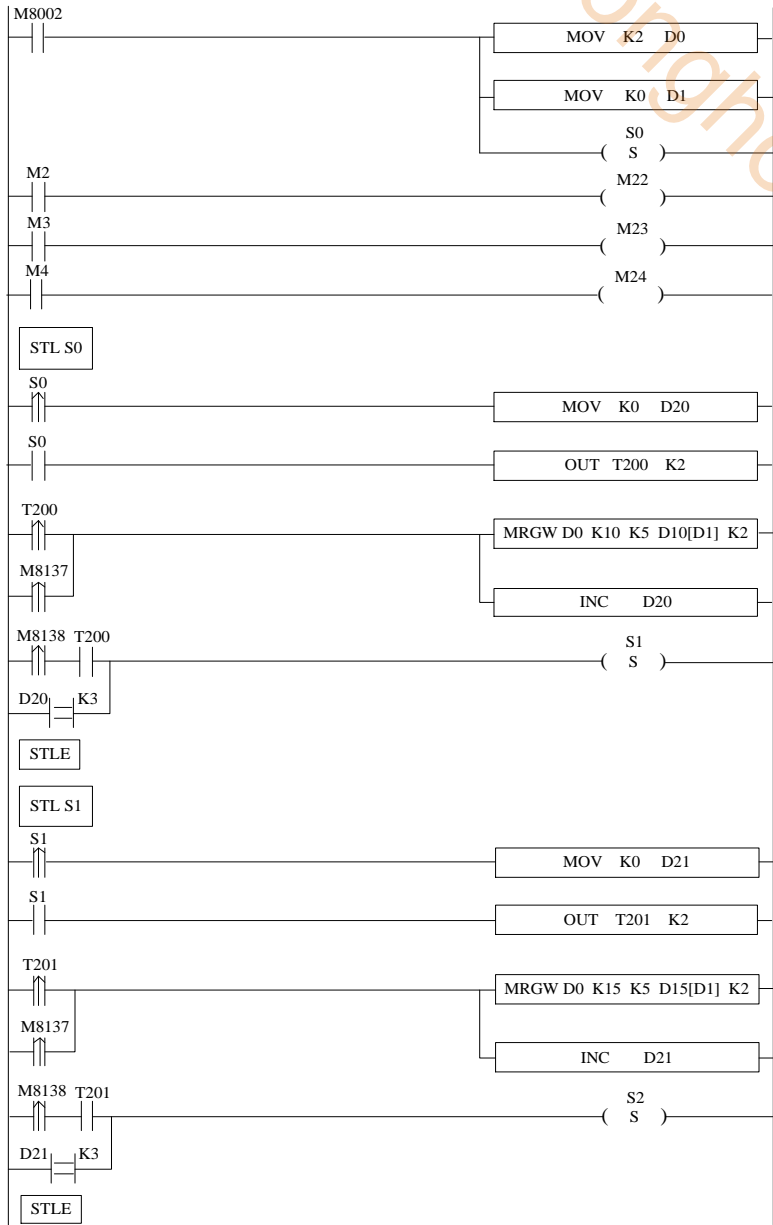 M8002
MOV K2 D0
MOV K0 D1
S0
( S )
M2
M22
( )
M3
M23
( )
M4
M24
( )
STL S0
S0
MOV K0 D20
S0
OUT T200 K2
T200
MRGW D0 K10 K5 D10[D1] K2
M8137
INC D20
M8138 T200
S1
( S )
D20 = K3
STLE
STL S1
S1
MOV K0 D21
S1
OUT T201 K2
T201
MRGW D0 K15 K5 D15[D1] K2
M8137
INC D21
M8138 T201
S2
( S )
D21 = K3
STLE